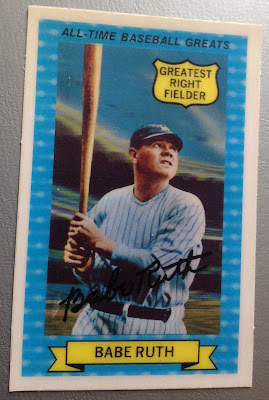 ALL-TIME BASEBALL GREATS
GREATEST
RIGHT
FIELDER
Babe Ruth
BABE RUTH